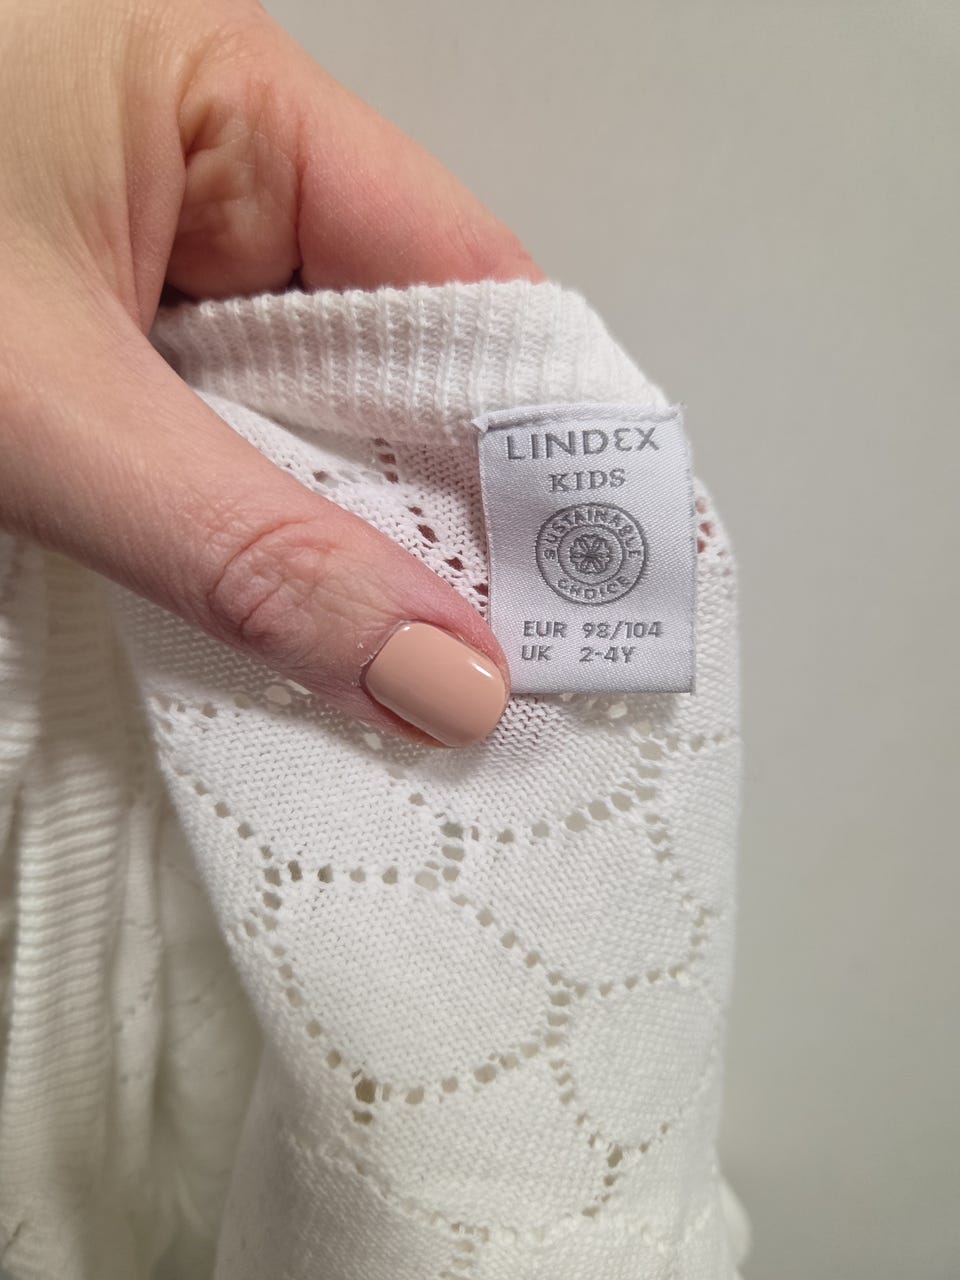 LINDEX
KIDS
SUSTAINABLE
CHOICE
EUR 98/104
UK 2-4Y